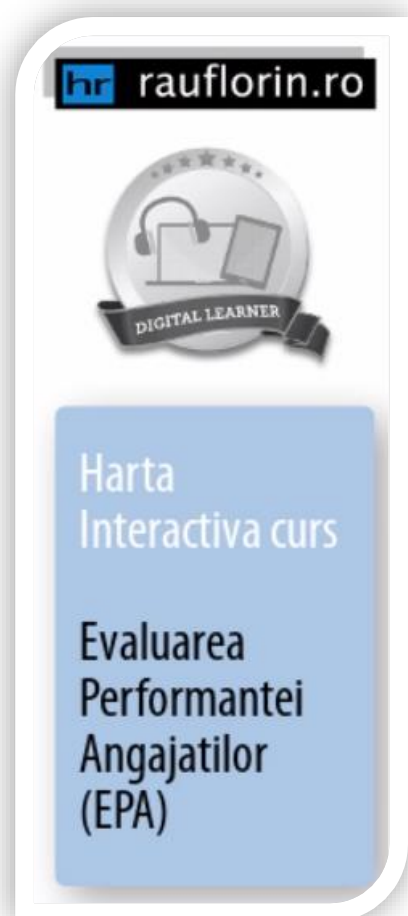 hr rauflorin.ro
DIGITAL LEARNER
Harta
Interactiva curs
Evaluarea
Performantei
Angajatilor
(EPA)